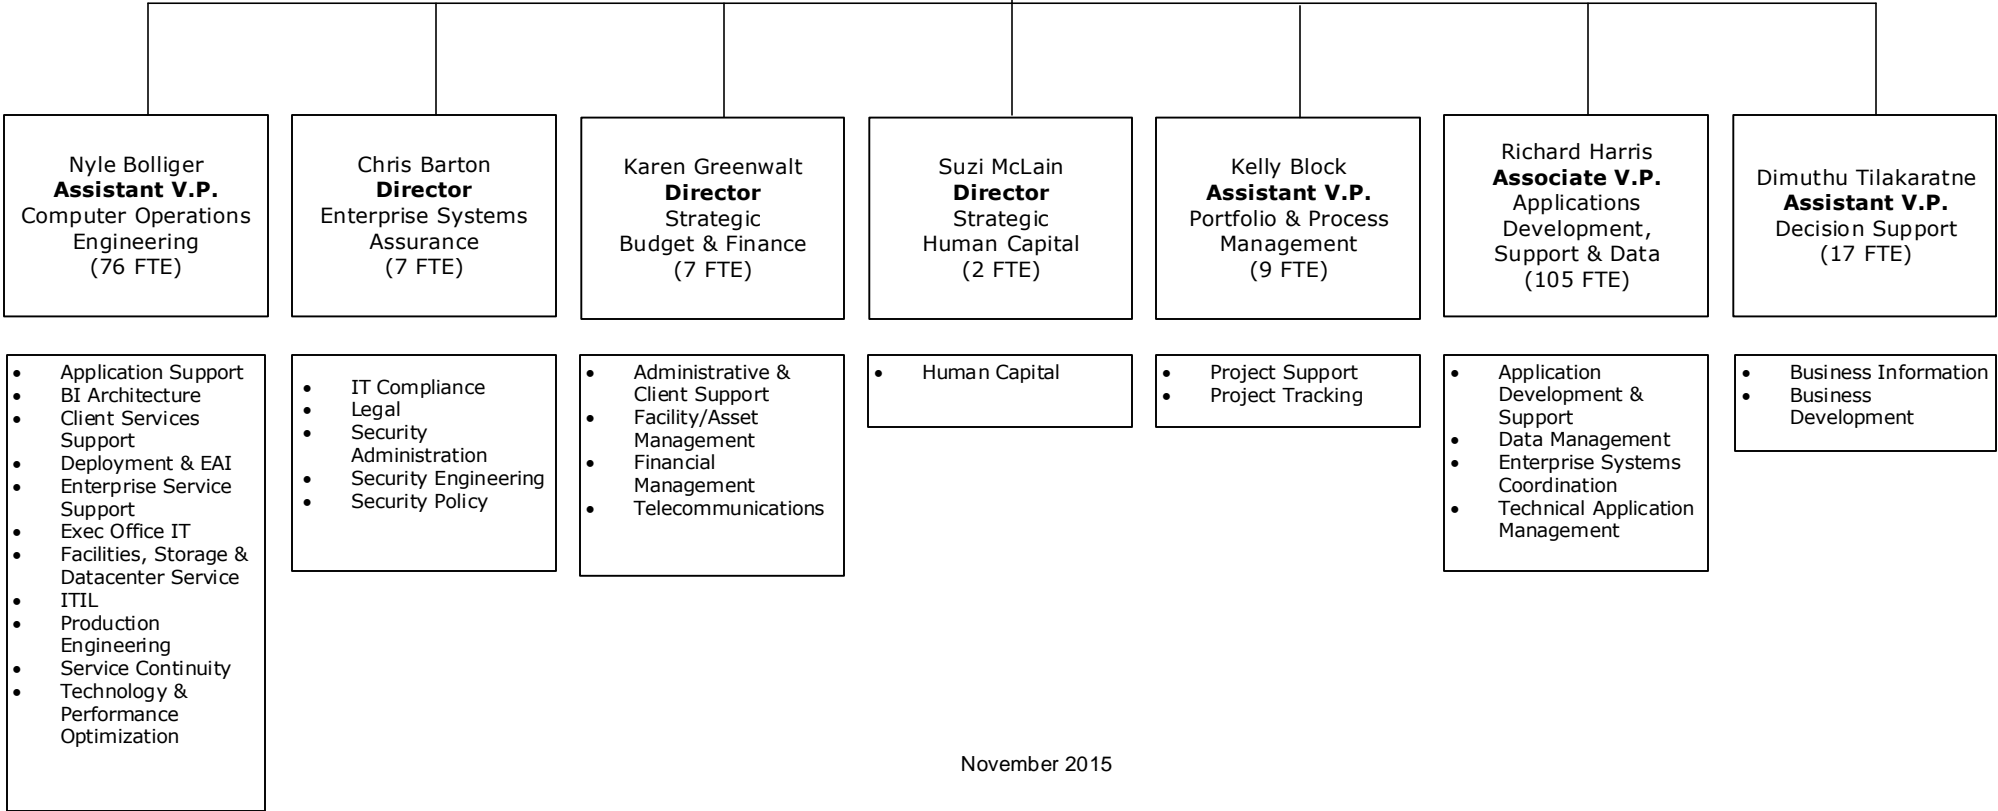 Nyle Bolliger
Assistant V.P.
Computer Operations
Engineering
(76 FTE)
Chris Barton
Director
Enterprise Systems
Assurance
(7 FTE)
Karen Greenwalt
Director
Strategic
Budget & Finance
(7 FTE)
Suzi McLain
Director
Strategic
Human Capital
(2 FTE)
Kelly Block
Assistant V.P.
Portfolio & Process
Management
(9 FTE)
Richard Harris
Associate V.P.
Applications
Development,
Support & Data
(105 FTE)
Dimuthu Tilakaratne
Assistant V.P.
Decision Support
(17 FTE)
• Application Support
• BI Architecture
• Client Services
Support
• Deployment & EAI
• Enterprise Service
Support
• Exec Office IT
• Facilities, Storage &
Datacenter Service
• ITIL
• Production
Engineering
• Service Continuity
• Technology &
Performance
Optimization
• IT Compliance
• Legal
• Security
Administration
• Security Engineering
• Security Policy
• Administrative &
Client Support
• Facility/Asset
Management
• Financial
Management
• Telecommunications
• Human Capital
• Project Support
• Project Tracking
• Application
Development &
Support
• Data Management
• Enterprise Systems
Coordination
• Technical Application
Management
• Business Information
• Business
Development
November 2015